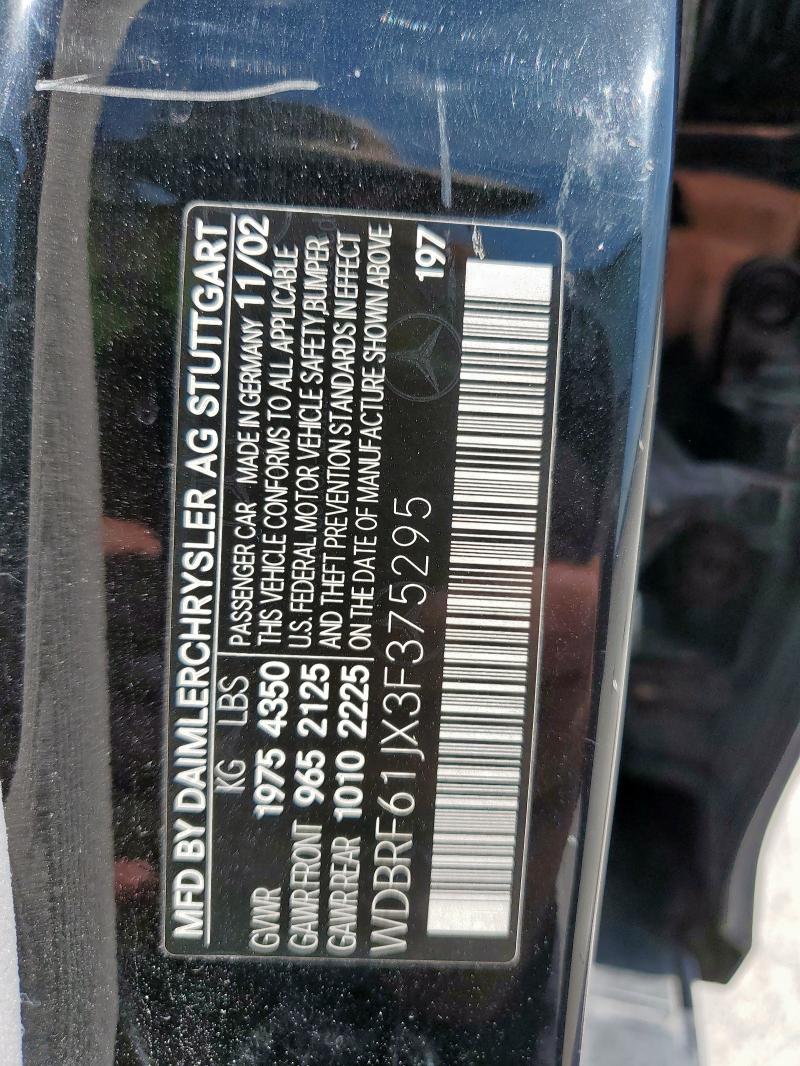 MFD BY DAIMLERCHRYSLER AG STUTTGART
KG LBS
GVWR 1975 4350
GAWR FRONT 965 2125
GAWR REAR 1010 2225
PASSENGER CAR MADE IN GERMANY 11/02
THIS VEHICLE CONFORMS TO ALL APPLICABLE
U.S. FEDERAL MOTOR VEHICLE SAFETY,BUMPER
AND THEFT PREVENTION STANDARDS IN EFFECT
ON THE DATE OF MANUFACTURE SHOWN ABOVE
WDBRF61JX3F375295
197